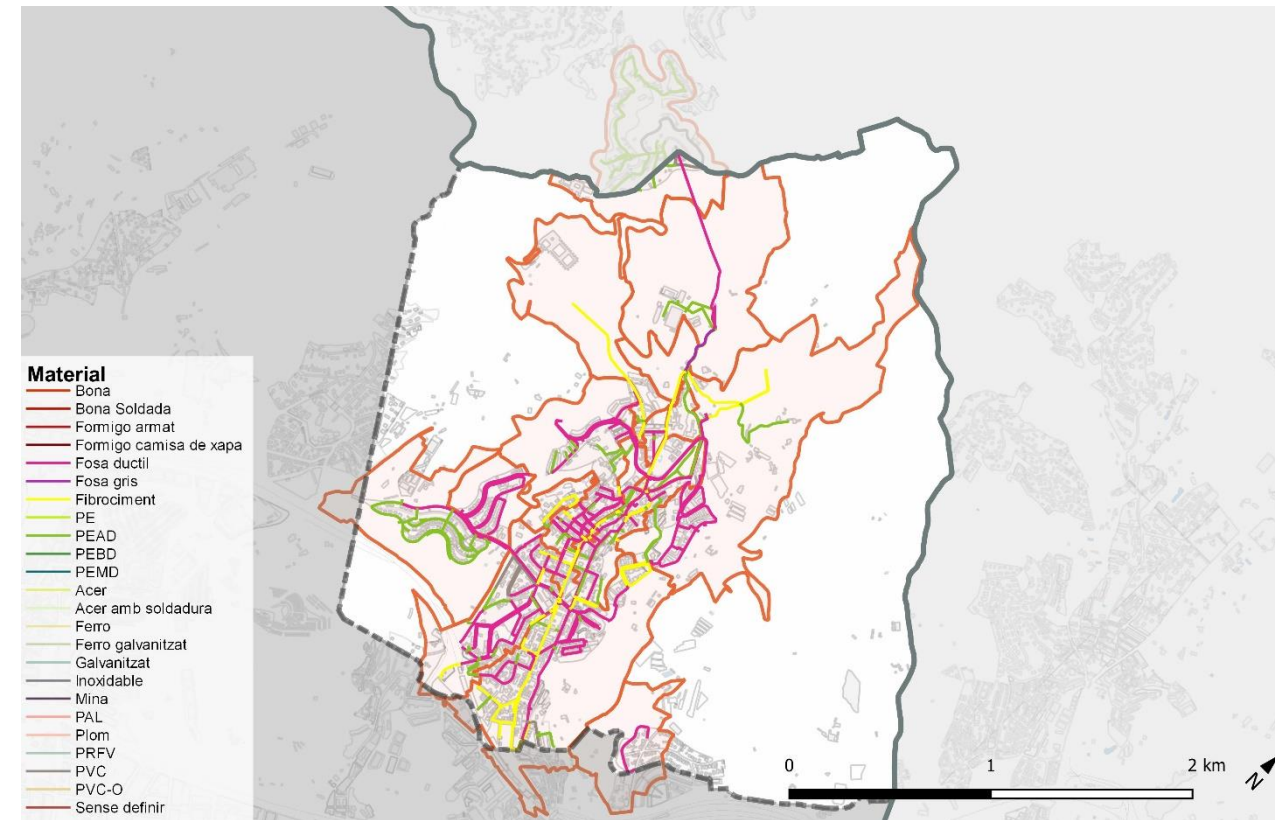 Material
Bona
Bona Soldada
Formigo armat
Formigo camisa de xapa
Fosa ductil
Fosa gris
Fibrociment
PE
PEAD
PEBD
PEMD
Acer
Acer amb soldadura
Ferro
Ferro galvanitzat
Galvanitzat
Inoxidable
Mina
PAL
Plom
PRFV
PVC
PVC-O
Sense definir
0 1 2 km
N